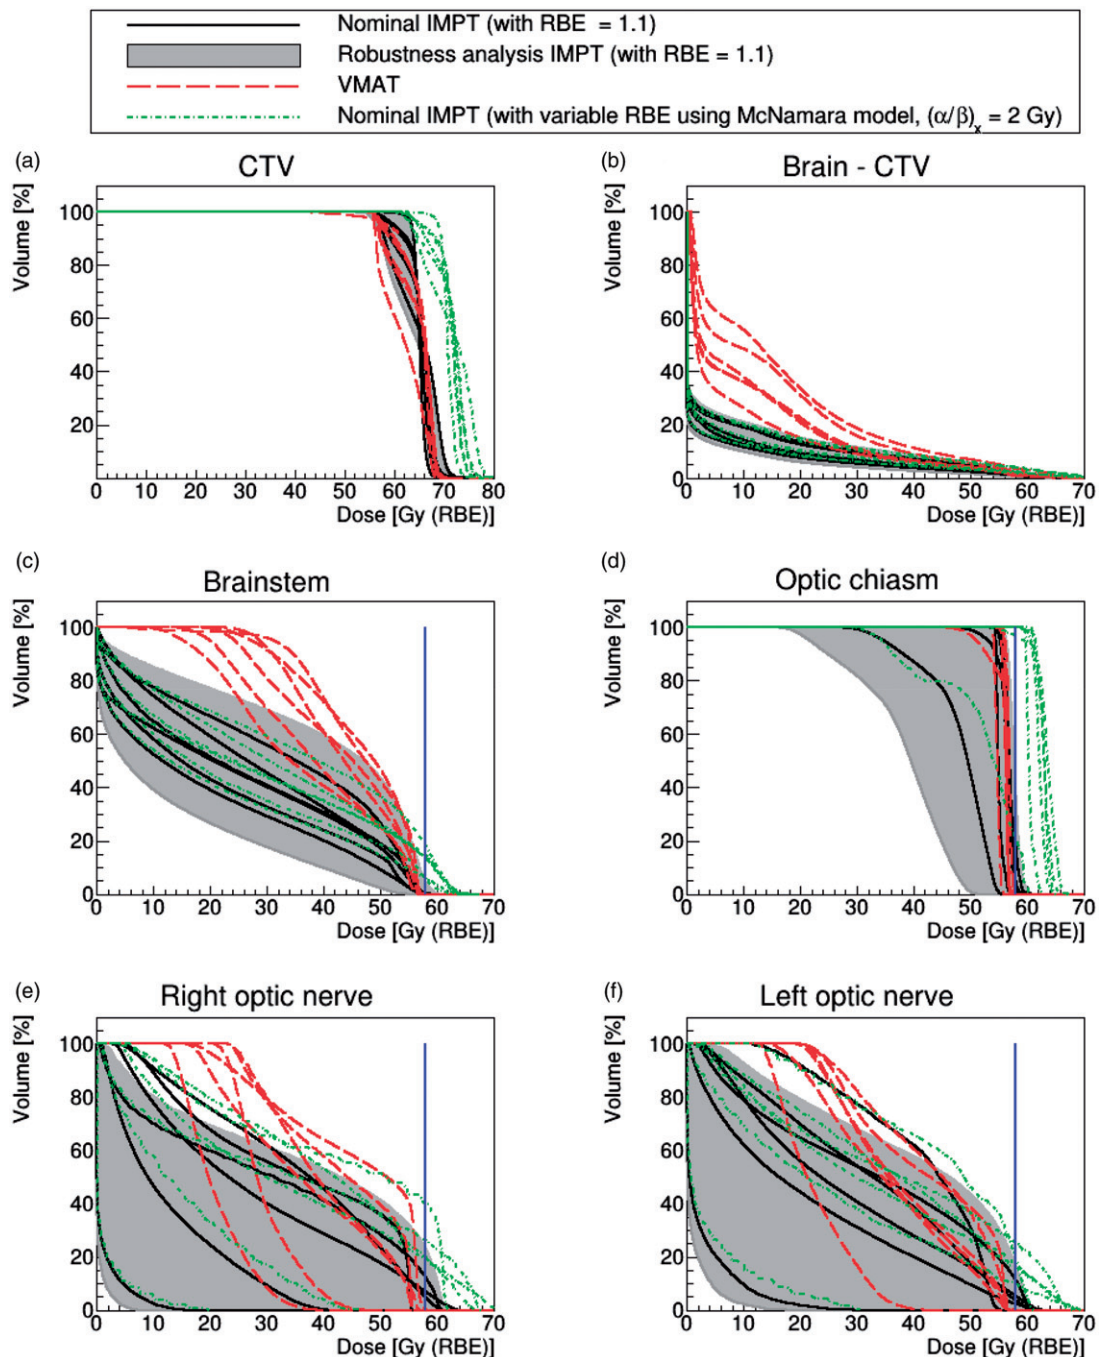 Nominal IMPT (with RBE = 1.1)
Robustness analysis IMPT (with RBE = 1.1)
VMAT
Nominal IMPT (with variable RBE using McNamara model, (α/β)x = 2 Gy)
(a)
CTV
Volume [%]
100
80
60
40
20
0
0 10 20 30 40 50 60 70 80
Dose [Gy (RBE)]
(b)
Brain - CTV
Volume [%]
100
80
60
40
20
0
0 10 20 30 40 50 60 70
Dose [Gy (RBE)]
(c)
Brainstem
Volume [%]
100
80
60
40
20
0
0 10 20 30 40 50 60 70
Dose [Gy (RBE)]
(d)
Optic chiasm
Volume [%]
100
80
60
40
20
0
0 10 20 30 40 50 60 70
Dose [Gy (RBE)]
(e)
Right optic nerve
Volume [%]
100
80
60
40
20
0
0 10 20 30 40 50 60 70
Dose [Gy (RBE)]
(f)
Left optic nerve
Volume [%]
100
80
60
40
20
0
0 10 20 30 40 50 60 70
Dose [Gy (RBE)]